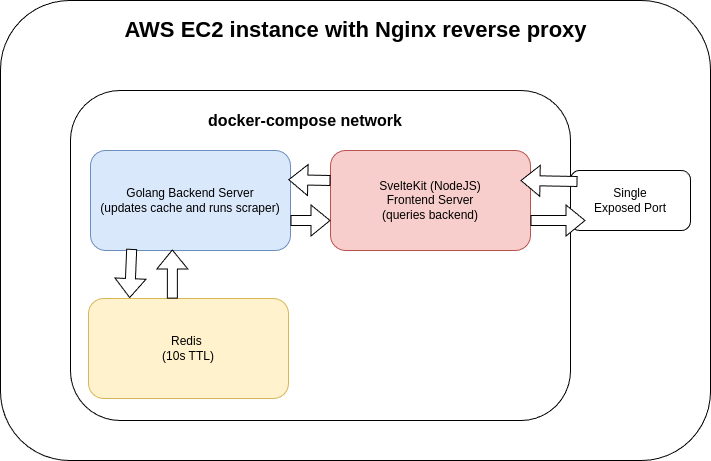 AWS EC2 instance with Nginx reverse proxy
docker-compose network
Golang Backend Server
(updates cache and runs scraper)
SvelteKit (NodeJS)
Frontend Server
(queries backend)
Single
Exposed Port
Redis
(10s TTL)